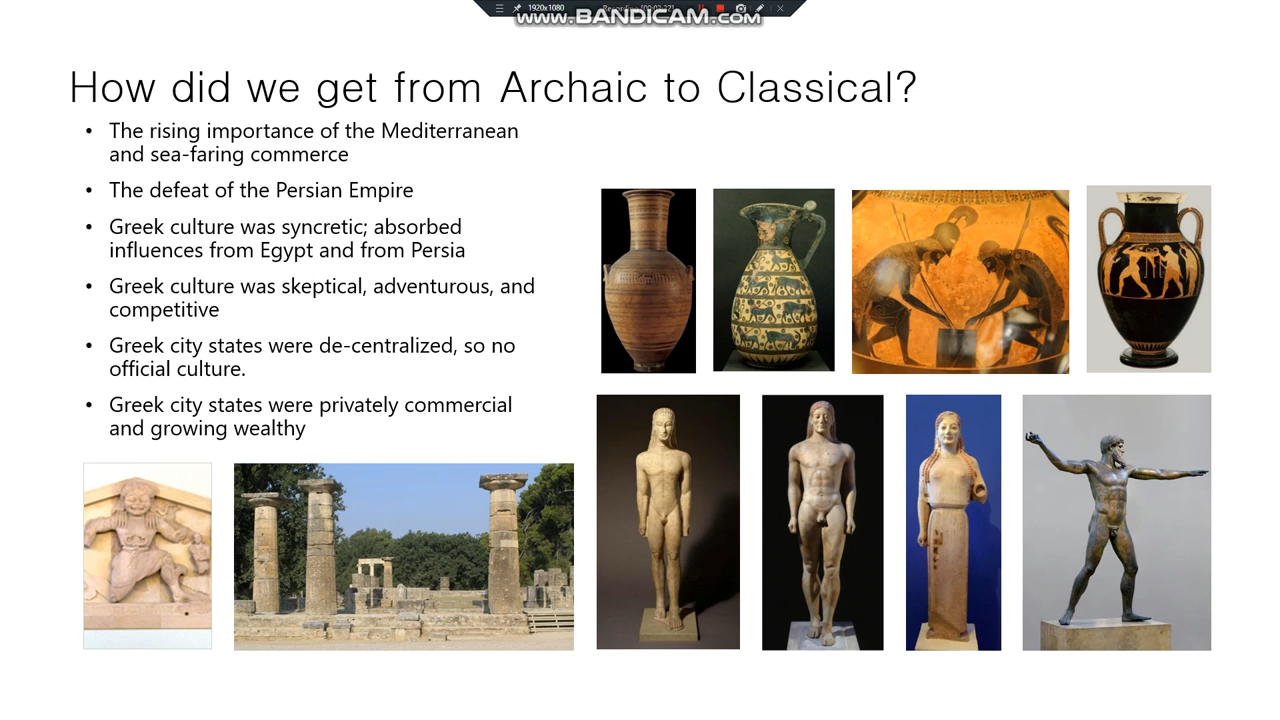 1920x1080
www.BANDICAM.com
How did we get from Archaic to Classical?
• The rising importance of the Mediterranean
and sea-faring commerce
• The defeat of the Persian Empire
• Greek culture was syncretic; absorbed
influences from Egypt and from Persia
• Greek culture was skeptical, adventurous, and
competitive
• Greek city states were de-centralized, so no
official culture.
• Greek city states were privately commercial
and growing wealthy